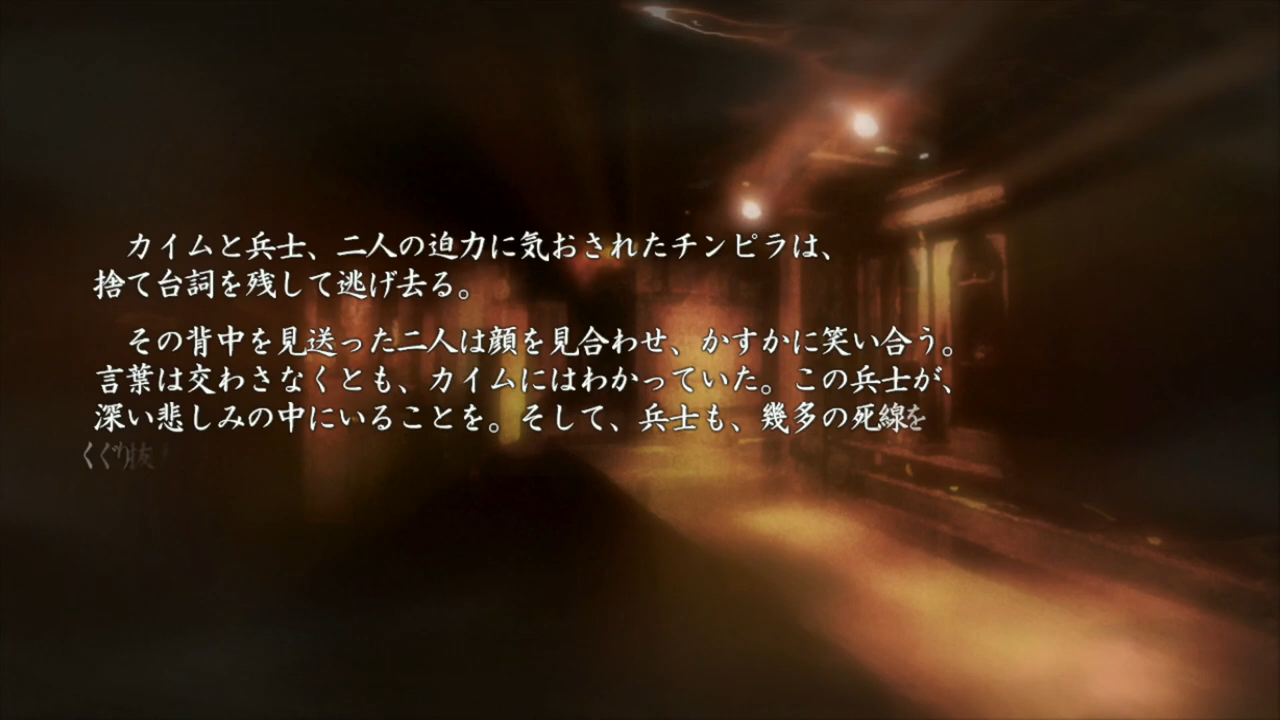 カイムと兵士、二人の迫力に気おされたチンピラは、
捨て台詞を残して逃げ去る。
その背中を見送った二人は顔を見合わせ、かすかに笑い合う。
言葉は交わさなくとも、カイムにはわかっていた。この兵士が、
深い悲しみの中にいることを。そして、兵士も、幾多の死線を
くぐり抜